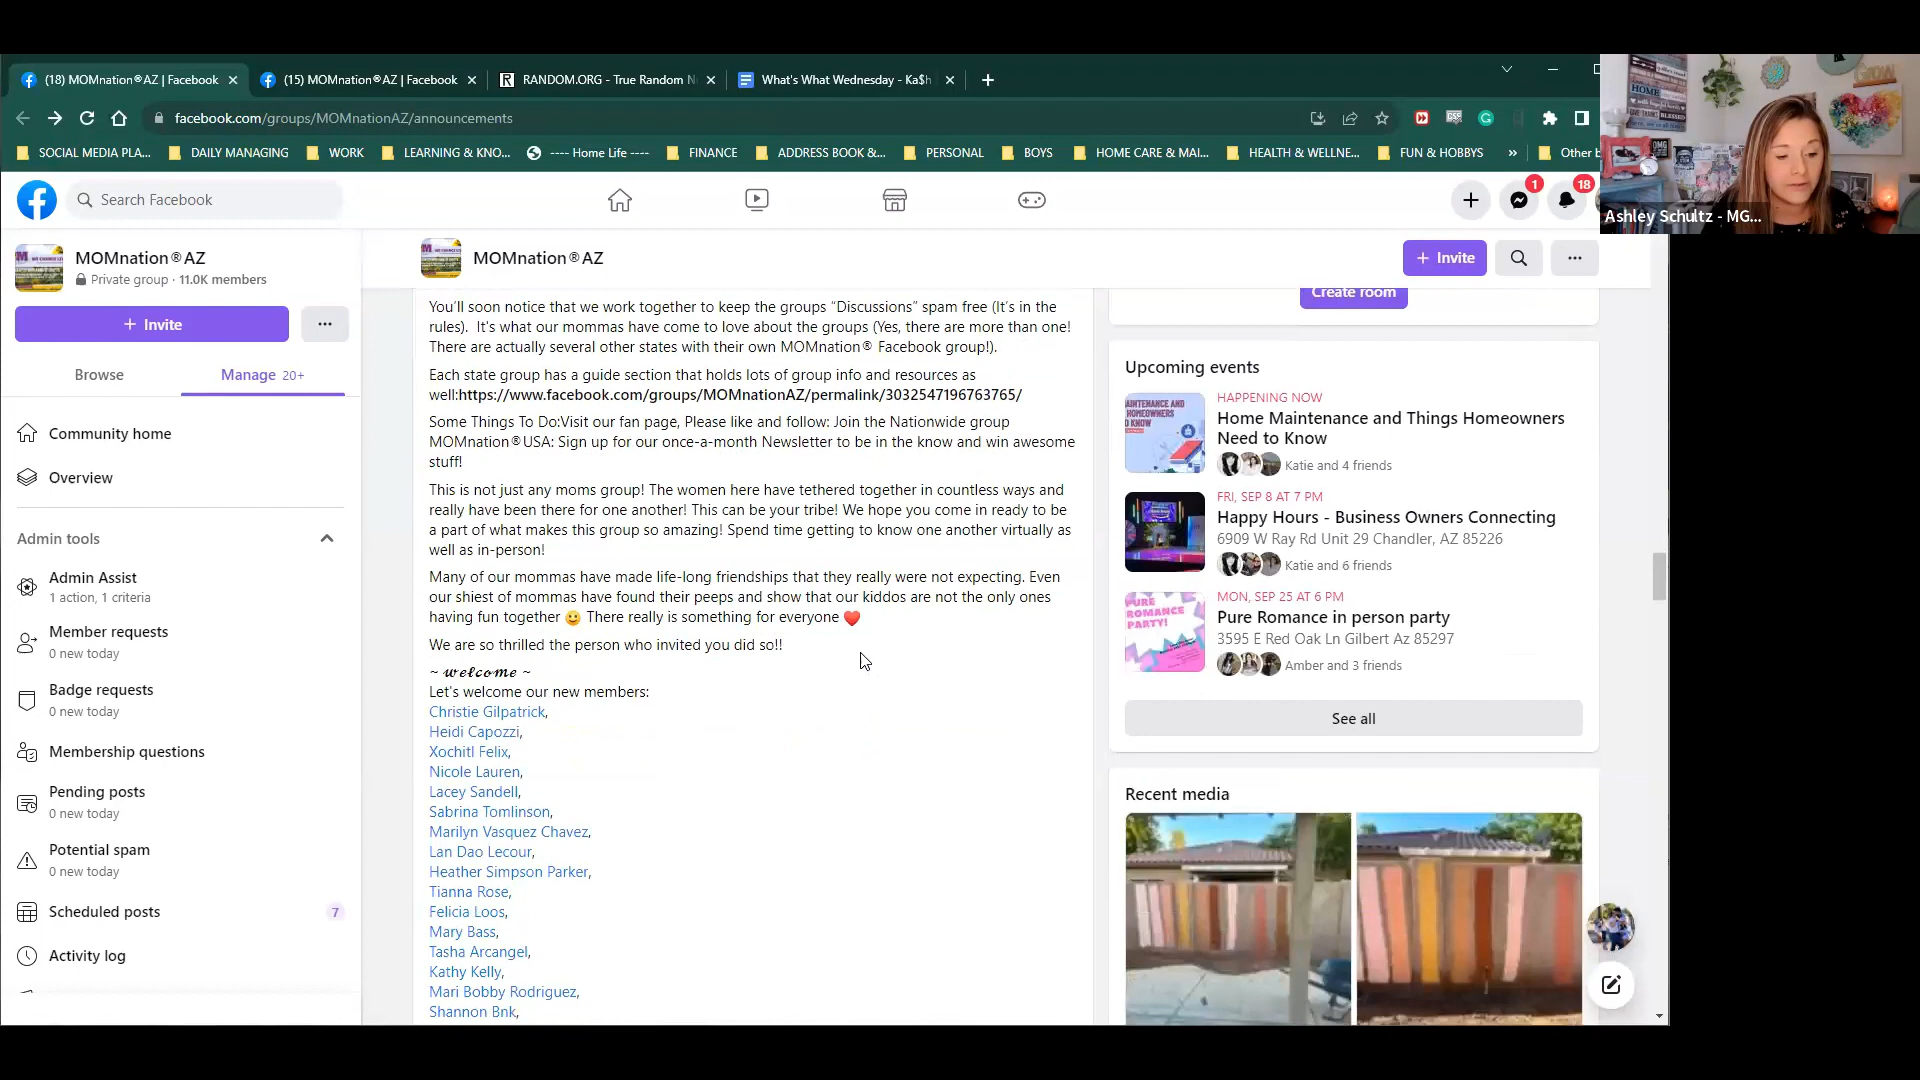 (18) MOMnation®AZ | Facebook
(15) MOMnation®AZ | Facebook
RANDOM.ORG - True Random N
What's What Wednesday - Ka$h
facebook.com/groups/MOMnationAZ/announcements
SOCIAL MEDIA PLA...
DAILY MANAGING
WORK
LEARNING & KNO...
---- Home Life ----
FINANCE
ADDRESS BOOK &...
PERSONAL
BOYS
HOME CARE & MAI...
HEALTH & WELLNE...
FUN & HOBBYS
»
Other b
Ashley Schultz - MG...
Search Facebook
1
18
MOMnation®AZ
Private group · 11.0K members
+ Invite
Browse
Manage 20+
Community home
Overview
Admin tools
Admin Assist
1 action, 1 criteria
Member requests
0 new today
Badge requests
0 new today
Membership questions
Pending posts
0 new today
Potential spam
0 new today
Scheduled posts
7
Activity log
MOMnation®AZ
+ Invite
You'll soon notice that we work together to keep the groups “Discussions” spam free (It's in the
rules).  It's what our mommas have come to love about the groups (Yes, there are more than one!
There are actually several other states with their own MOMnation® Facebook group!).
Each state group has a guide section that holds lots of group info and resources as
well:https://www.facebook.com/groups/MOMnationAZ/permalink/3032547196763765/
Some Things To Do:Visit our fan page, Please like and follow: Join the Nationwide group
MOMnation®USA: Sign up for our once-a-month Newsletter to be in the know and win awesome
stuff!
This is not just any moms group! The women here have tethered together in countless ways and
really have been there for one another! This can be your tribe! We hope you come in ready to be
a part of what makes this group so amazing! Spend time getting to know one another virtually as
well as in-person!
Many of our mommas have made life-long friendships that they really were not expecting. Even
our shiest of mommas have found their peeps and show that our kiddos are not the only ones
having fun together 🙂 There really is something for everyone ❤️
We are so thrilled the person who invited you did so!!
~ 𝔀𝓮𝓵𝓬𝓸𝓶𝓮 ~
Let's welcome our new members:
Christie Gilpatrick,
Heidi Capozzi,
Xochitl Felix,
Nicole Lauren,
Lacey Sandell,
Sabrina Tomlinson,
Marilyn Vasquez Chavez,
Lan Dao Lecour,
Heather Simpson Parker,
Tianna Rose,
Felicia Loos,
Mary Bass,
Tasha Arcangel,
Kathy Kelly,
Mari Bobby Rodriguez,
Shannon Bnk,
Create room
Upcoming events
HAPPENING NOW
Home Maintenance and Things Homeowners
Need to Know
Katie and 4 friends
FRI, SEP 8 AT 7 PM
Happy Hours - Business Owners Connecting
6909 W Ray Rd Unit 29 Chandler, AZ 85226
Katie and 6 friends
MON, SEP 25 AT 6 PM
Pure Romance in person party
3595 E Red Oak Ln Gilbert Az 85297
Amber and 3 friends
PURE
ROMANCE
PARTY!
See all
Recent media